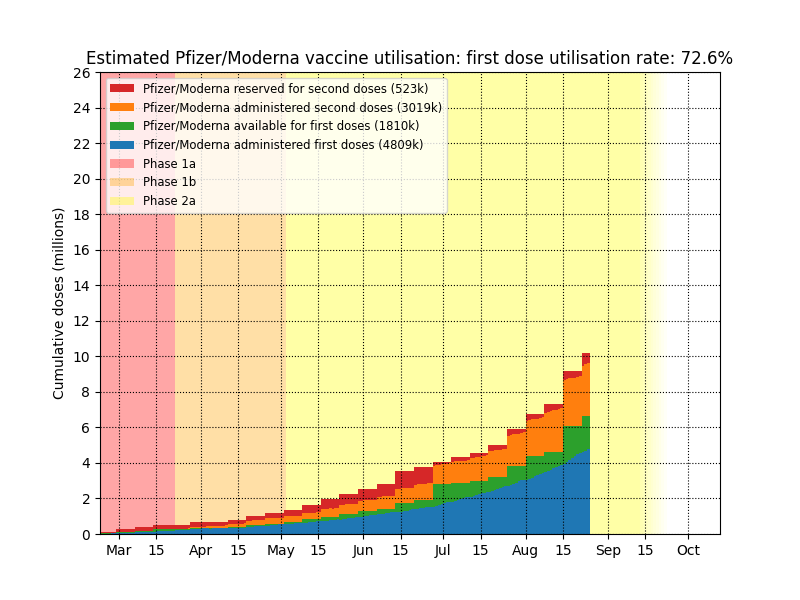 Estimated Pfizer/Moderna vaccine utilisation: first dose utilisation rate: 72.6%
Pfizer/Moderna reserved for second doses (523k)
Pfizer/Moderna administered second doses (3019k)
Pfizer/Moderna available for first doses (1810k)
Pfizer/Moderna administered first doses (4809k)
Phase 1a
Phase 1b
Phase 2a
Cumulative doses (millions)
26
24
22
20
18
16
14
12
10
8
6
4
2
0
Mar 15 Apr 15 May 15 Jun 15 Jul 15 Aug 15 Sep 15 Oct